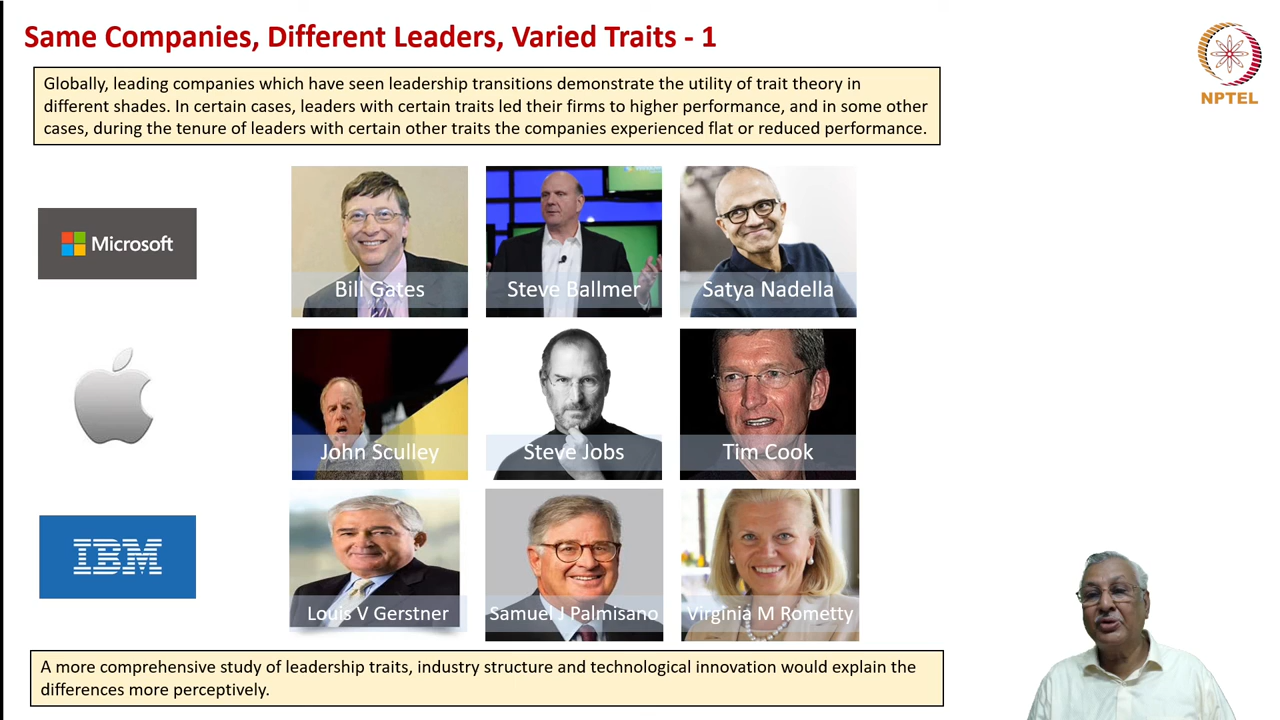 Same Companies, Different Leaders, Varied Traits - 1
NPTEL
Globally, leading companies which have seen leadership transitions demonstrate the utility of trait theory in
different shades. In certain cases, leaders with certain traits led their firms to higher performance, and in some other
cases, during the tenure of leaders with certain other traits the companies experienced flat or reduced performance.
Microsoft
Bill Gates
Steve Ballmer
Satya Nadella
John Sculley
Steve Jobs
Tim Cook
IBM
Louis V Gerstner
Samuel J Palmisano
Virginia M Rometty
A more comprehensive study of leadership traits, industry structure and technological innovation would explain the
differences more perceptively.